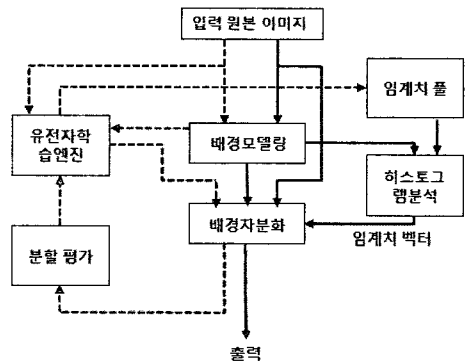 입력 원본 이미지
임계치 풀
유전자학
습엔진
배경모델링
히스토그
램분석
배경자분화
임계치 벡터
분할 평가
출력